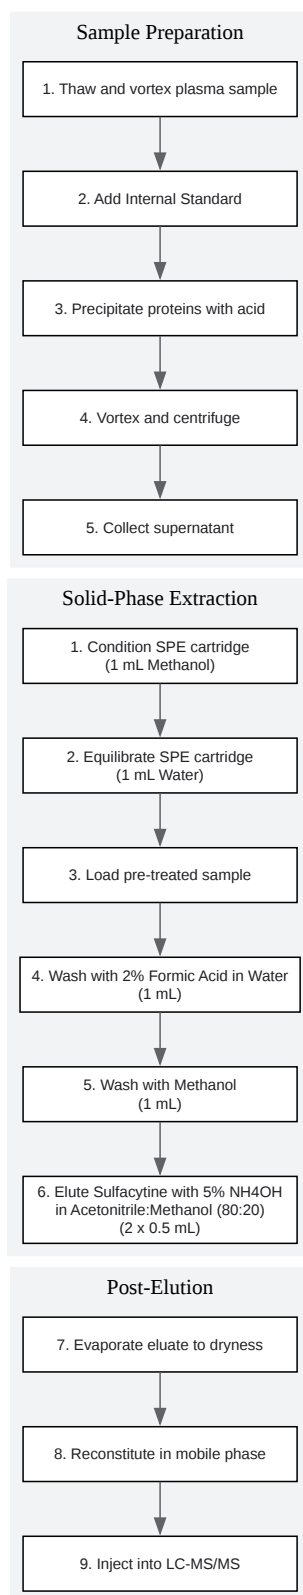 Sample Preparation
1. Thaw and vortex plasma sample
2. Add Internal Standard
3. Precipitate proteins with acid
4. Vortex and centrifuge
5. Collect supernatant
Solid-Phase Extraction
1. Condition SPE cartridge
(1 mL Methanol)
2. Equilibrate SPE cartridge
(1 mL Water)
3. Load pre-treated sample
4. Wash with 2% Formic Acid in Water
(1 mL)
5. Wash with Methanol
(1 mL)
6. Elute Sulfacytine with 5% NH4OH
in Acetonitrile:Methanol (80:20)
(2 x 0.5 mL)
Post-Elution
7. Evaporate eluate to dryness
8. Reconstitute in mobile phase
9. Inject into LC-MS/MS